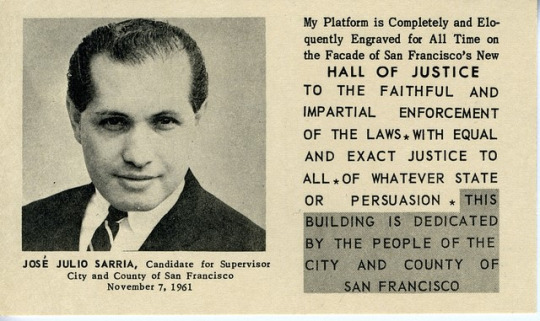 My Platform is Completely and Elo-
quently Engraved for All Time on
the Facade of San Francisco's New
HALL OF JUSTICE
TO THE FAITHFUL AND
IMPARTIAL ENFORCEMENT
OF THE LAWS★WITH EQUAL
AND EXACT JUSTICE TO
ALL★OF WHATEVER STATE
OR PERSUASION★THIS
BUILDING IS DEDICATED
BY THE PEOPLE OF THE
CITY AND COUNTY OF
SAN FRANCISCO
JOSÉ JULIO SARRIA, Candidate for Supervisor
City and County of San Francisco
November 7, 1961